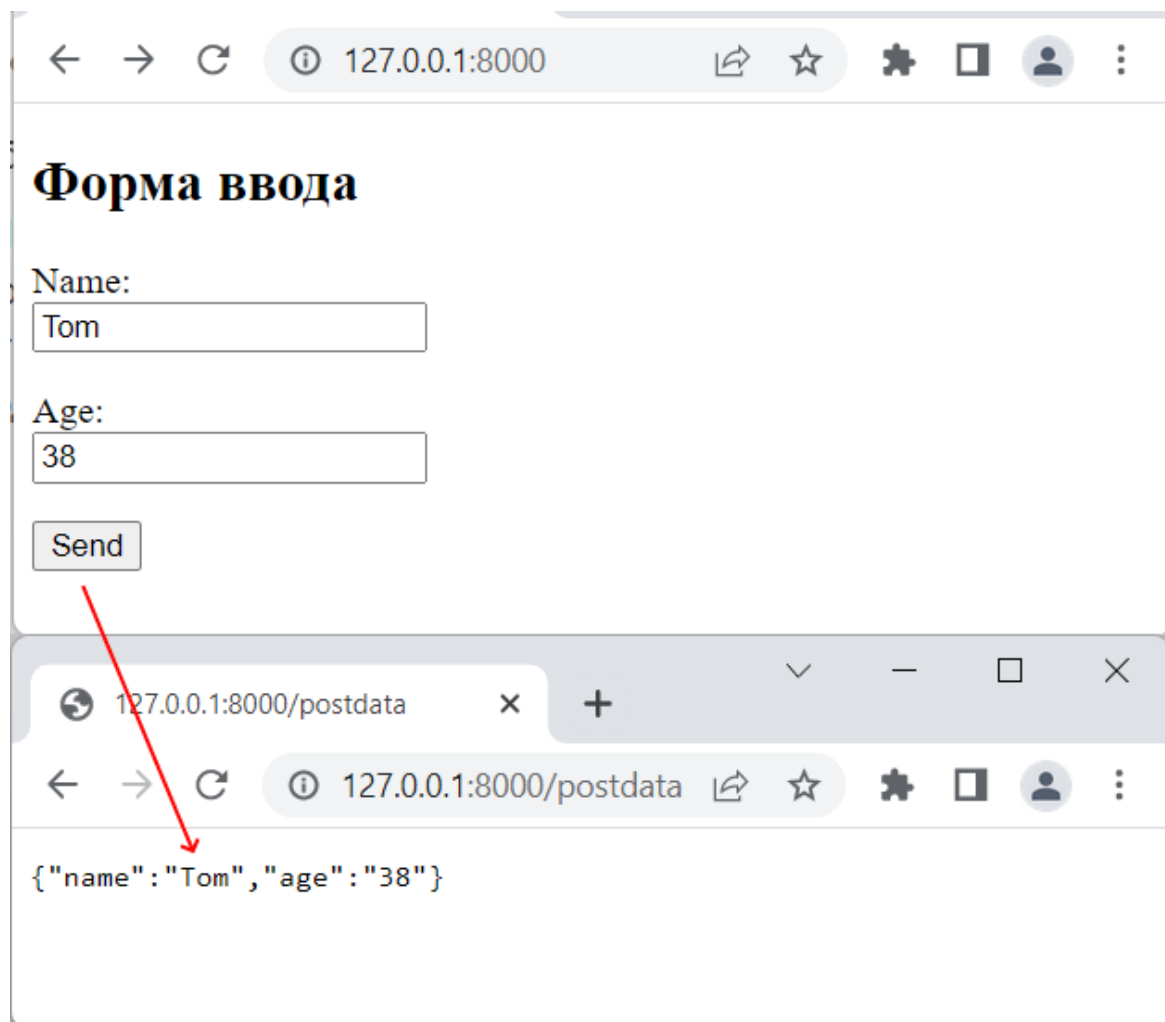 127.0.0.1:8000
Форма ввода
Name:
Tom
Age:
38
Send
127.0.0.1:8000/postdata
127.0.0.1:8000/postdata
{"name":"Tom","age":"38"}